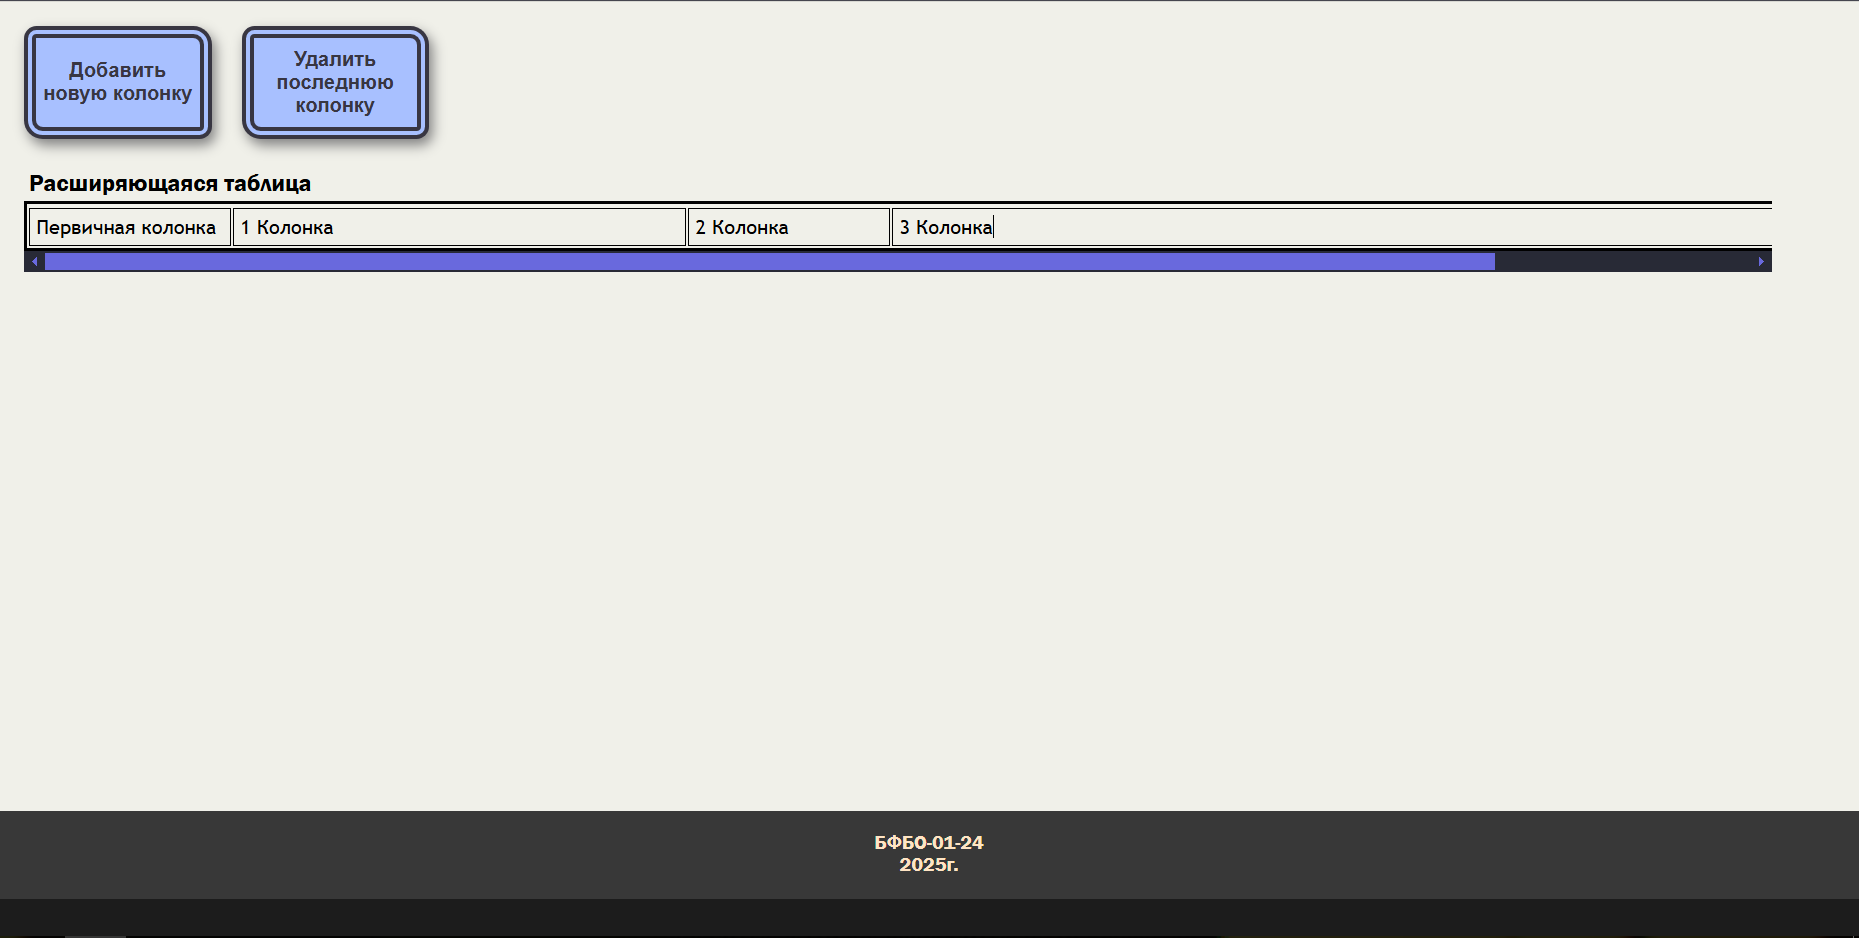 Добавить
новую колонку
Удалить
последнюю
колонку
Расширяющаяся таблица
Первичная колонка
1 Колонка
2 Колонка
3 Колонка
БФБО-01-24
2025г.